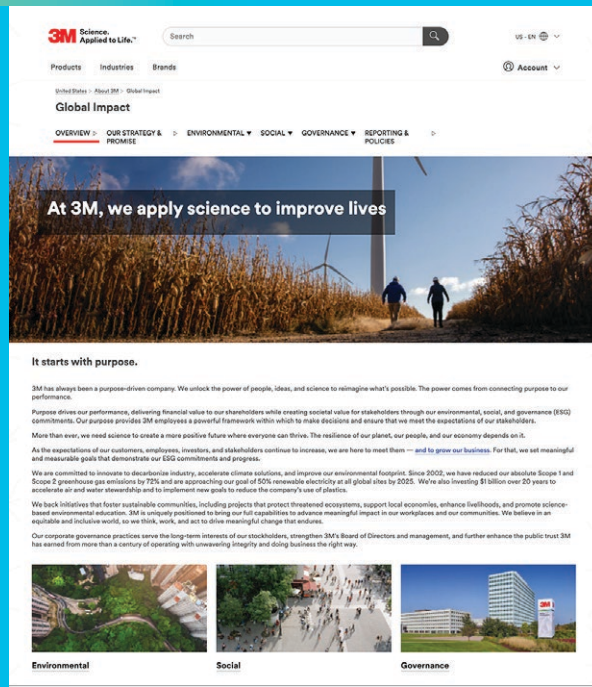 3M Science.
Applied to Life.™
Search
US - EN
Products Industries Brands
Account
United States > About 3M > Global Impact
Global Impact
OVERVIEW OUR STRATEGY & PROMISE ENVIRONMENTAL SOCIAL GOVERNANCE REPORTING & POLICIES
At 3M, we apply science to improve lives
It starts with purpose.
3M has always been a purpose-driven company. We unlock the power of people, ideas, and science to reimagine what's possible. The power comes from connecting purpose to our
performance.
Purpose drives our performance, delivering financial value to our shareholders while creating societal value for stakeholders through our environmental, social, and governance (ESG)
commitments. Our purpose provides 3M employees a powerful framework within which to make decisions and ensure that we meet the expectations of our stakeholders.
More than ever, we need science to create a more positive future where everyone can thrive. The resilience of our planet, our people, and our economy depends on it.
As the expectations of our customers, employees, investors, and stakeholders continue to increase, we are here to meet them — and to grow our business. For that, we set meaningful
and measurable goals that demonstrate our ESG commitments and progress.
We are committed to innovate to decarbonize industry, accelerate climate solutions, and improve our environmental footprint. Since 2002, we have reduced our absolute Scope 1 and
Scope 2 greenhouse gas emissions by 72% and are approaching our goal of 50% renewable electricity at all global sites by 2025. We're also investing $1 billion over 20 years to
accelerate air and water stewardship and to implement new goals to reduce the company's use of plastics.
We back initiatives that foster sustainable communities, including projects that protect threatened ecosystems, support local economies, enhance livelihoods, and promote science-
based environmental education. 3M is uniquely positioned to bring our full capabilities to advance meaningful impact in our workplaces and our communities. We believe in an
equitable and inclusive world, so we think, work, and act to drive meaningful change that endures.
Our corporate governance practices serve the long-term interests of our stockholders, strengthen 3M's Board of Directors and management, and further enhance the public trust 3M
has earned from more than a century of operating with unwavering integrity and doing business the right way.
3M
Environmental Social Governance